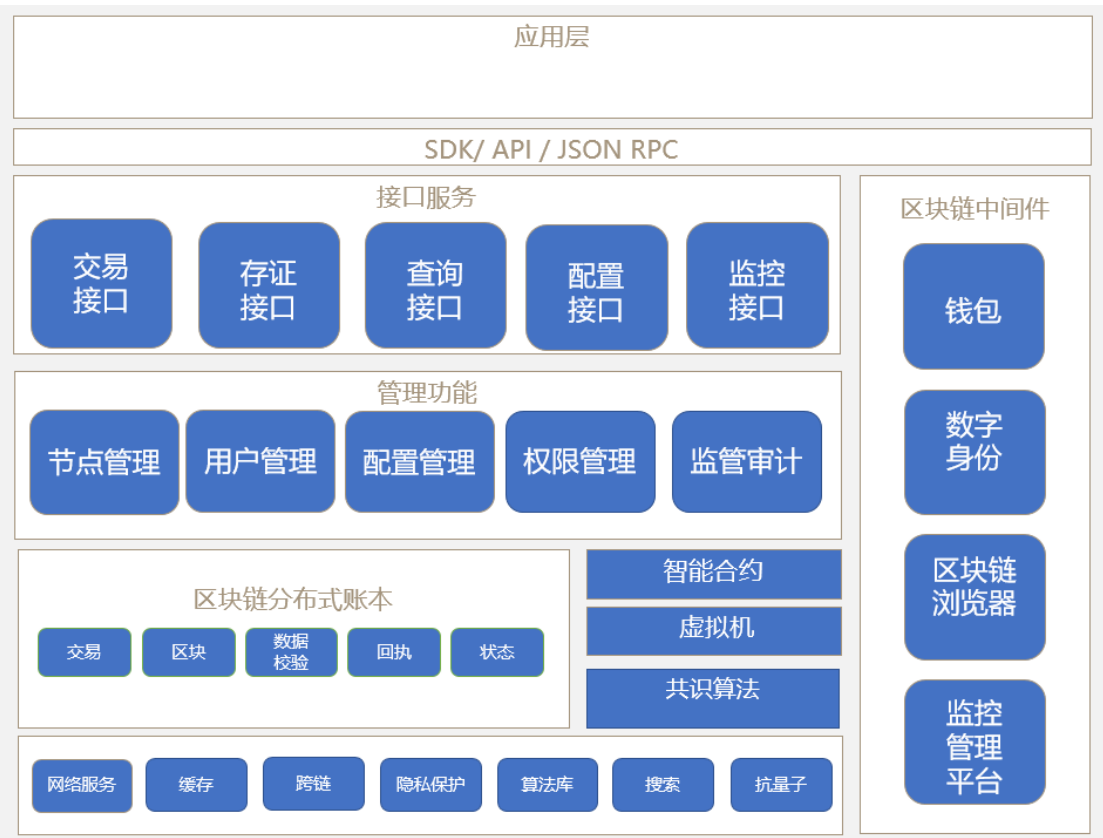 应用层
SDK/ API / JSON RPC
接口服务
交易
接口
存证
接口
查询
接口
配置
接口
监控
接口
管理功能
节点管理
用户管理
配置管理
权限管理
监管审计
区块链分布式账本
交易
区块
数据
校验
回执
状态
智能合约
虚拟机
共识算法
网络服务
缓存
跨链
隐私保护
算法库
搜索
抗量子
区块链中间件
钱包
数字
身份
区块链
浏览器
监控
管理
平台